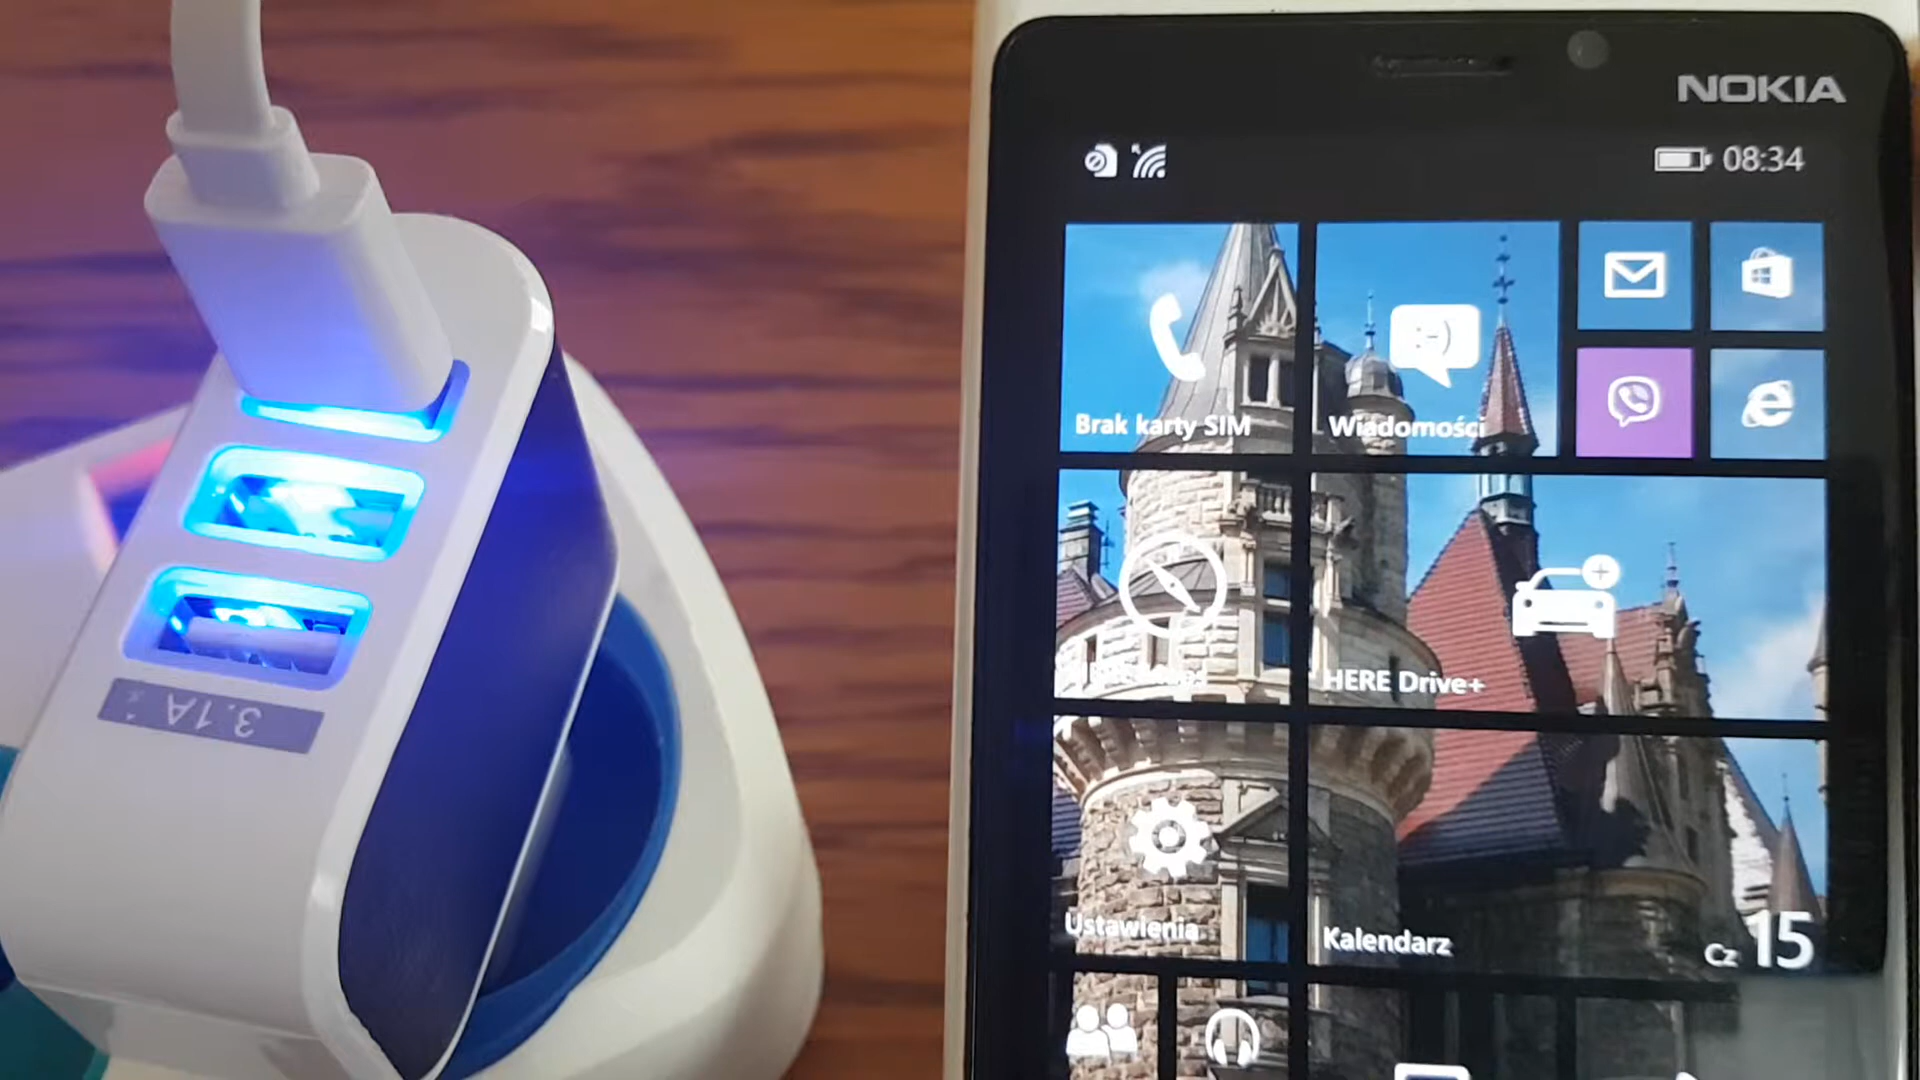 NOKIA
08:34
Brak karty SIM
Wiadomości
HERE Drive+
Ustawienia
Kalendarz
Cz 15
3.1A